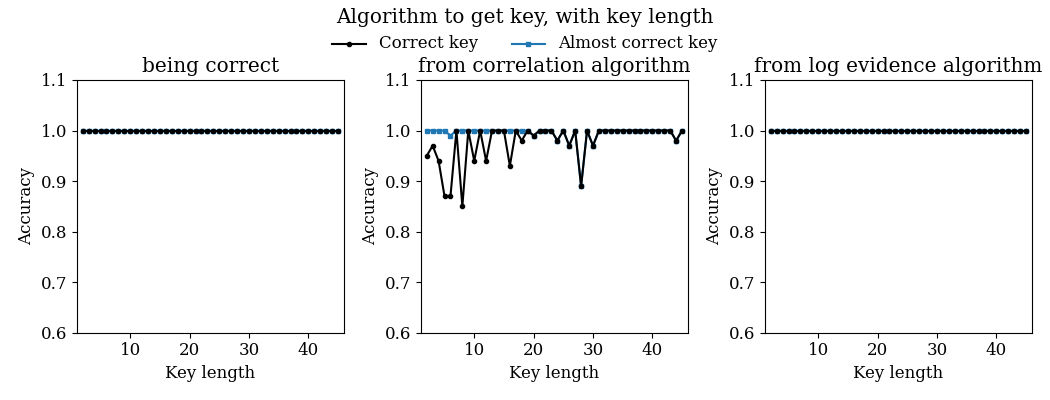 Algorithm to get key, with key length
Correct key
Almost correct key
being correct
1.1
1.0
0.9
0.8
0.7
0.6
Accuracy
10
20
30
40
Key length
from correlation algorithm
1.1
1.0
0.9
0.8
0.7
0.6
Accuracy
10
20
30
40
Key length
from log evidence algorithm
1.1
1.0
0.9
0.8
0.7
0.6
Accuracy
10
20
30
40
Key length